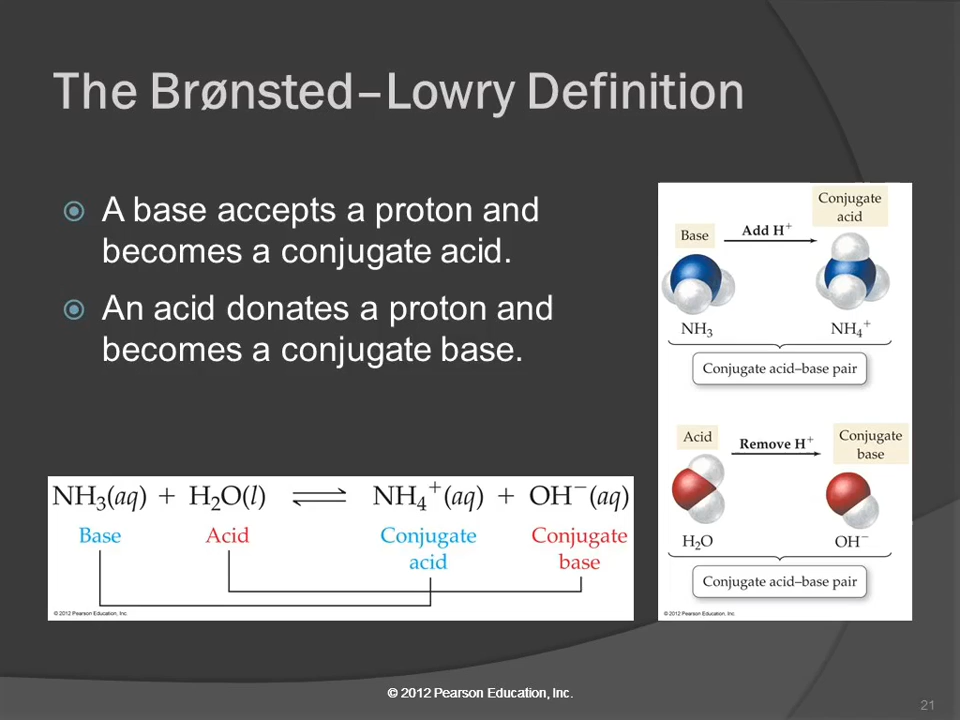 The Brønsted–Lowry Definition
A base accepts a proton and
becomes a conjugate acid.
An acid donates a proton and
becomes a conjugate base.
NH₃(aq) + H₂O(l) ⇌ NH₄⁺(aq) + OH⁻(aq)
Base Acid Conjugate acid Conjugate base
© 2012 Pearson Education, Inc.
Conjugate
acid
Base
Add H⁺
NH₃ NH₄⁺
Conjugate acid–base pair
Acid
Remove H⁺
Conjugate
base
H₂O OH⁻
Conjugate acid–base pair
© 2012 Pearson Education, Inc.
© 2012 Pearson Education, Inc.
21